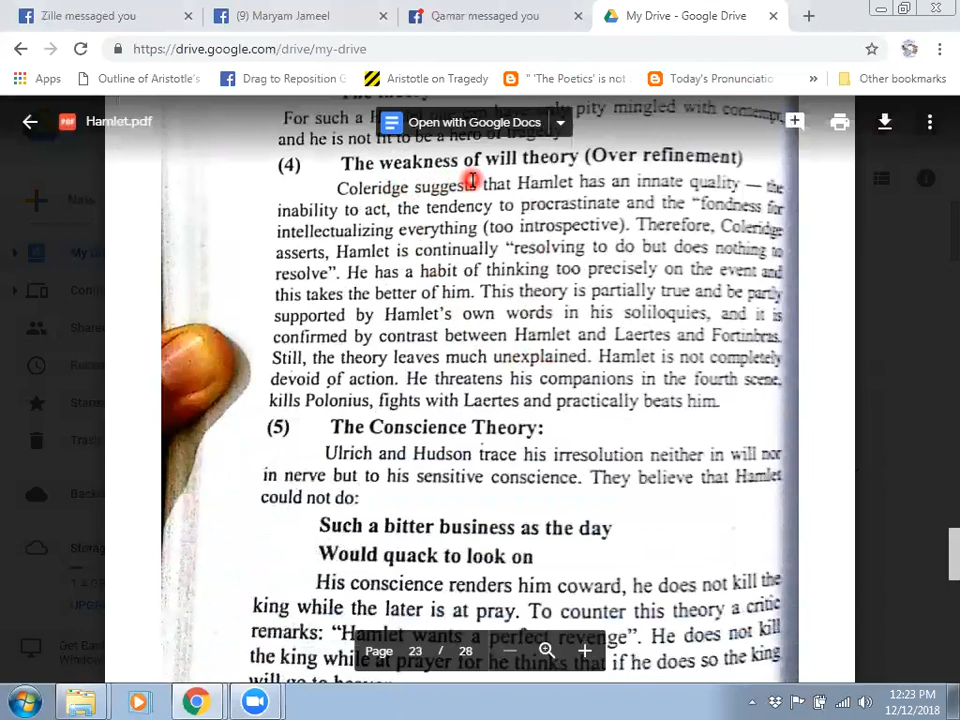 Zille messaged you
(9) Maryam Jameel
Qamar messaged you
My Drive - Google Drive
https://drive.google.com/drive/my-drive
Apps
Outline of Aristotle's
Drag to Reposition
Aristotle on Tragedy
" 'The Poetics' is not
Today's Pronunciatio
» Other bookmarks
Hamlet.pdf
Open with Google Docs
For such a pity mingled with contempt,
and he is not fit to be a hero of tragedy
(4) The weakness of will theory (Over refinement)
Coleridge suggests that Hamlet has an innate quality — the
inability to act, the tendency to procrastinate and the "fondness for
intellectualizing everything (too introspective). Therefore, Coleridge
asserts, Hamlet is continually "resolving to do but does nothing to
resolve". He has a habit of thinking too precisely on the event and
this takes the better of him. This theory is partially true and be partly
supported by Hamlet's own words in his soliloquies, and it is
confirmed by contrast between Hamlet and Laertes and Fortinbras.
Still, the theory leaves much unexplained. Hamlet is not completely
devoid of action. He threatens his companions in the fourth scene,
kills Polonius, fights with Laertes and practically beats him.
(5) The Conscience Theory:
Ulrich and Hudson trace his irresolution neither in will nor
in nerve but to his sensitive conscience. They believe that Hamlet
could not do:
Such a bitter business as the day
Would quack to look on
His conscience renders him coward, he does not kill the
king while the later is at pray. To counter this theory a critic
remarks: "Hamlet wants a perfect revenge". He does not kill
the king while at prayer for he thinks that if he does so the king
Page 23 / 28
12:23 PM
12/12/2018